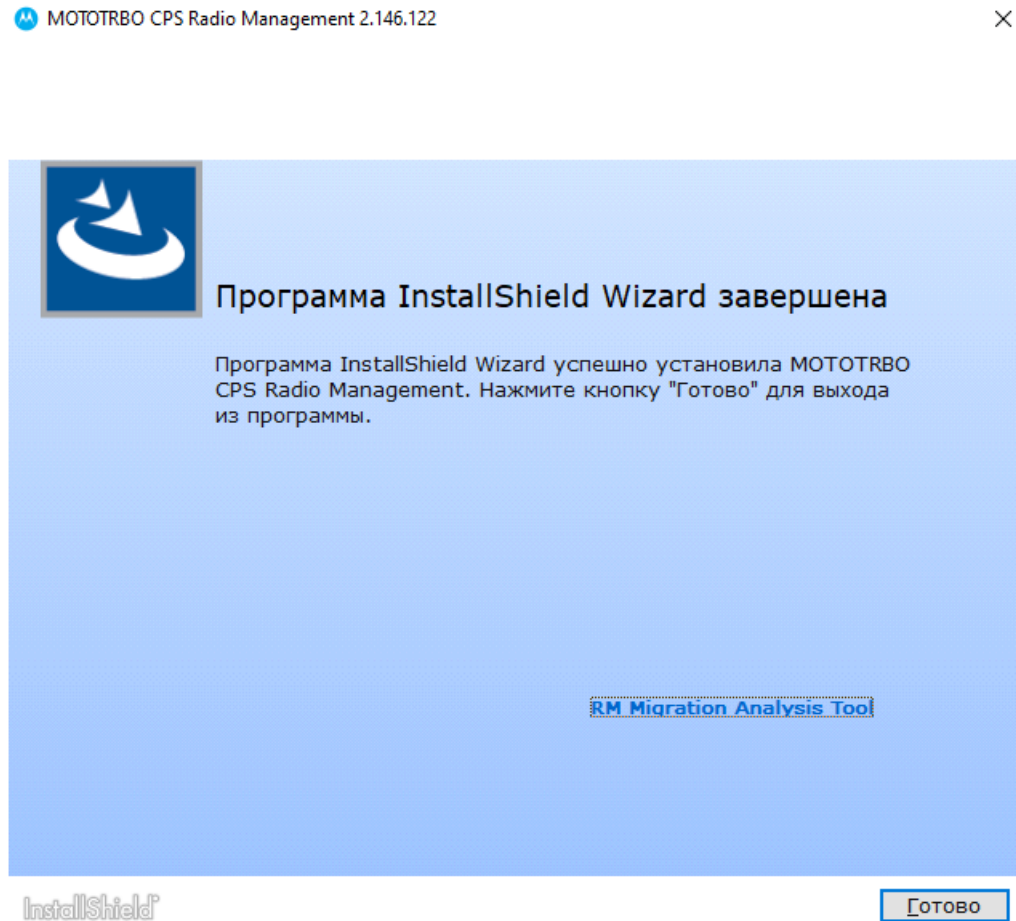 MOTOTRBO CPS Radio Management 2.146.122
Программа InstallShield Wizard завершена
Программа InstallShield Wizard успешно установила MOTOTRBO
CPS Radio Management. Нажмите кнопку "Готово" для выхода
из программы.
RM Migration Analysis Tool
InstallShield
Готово